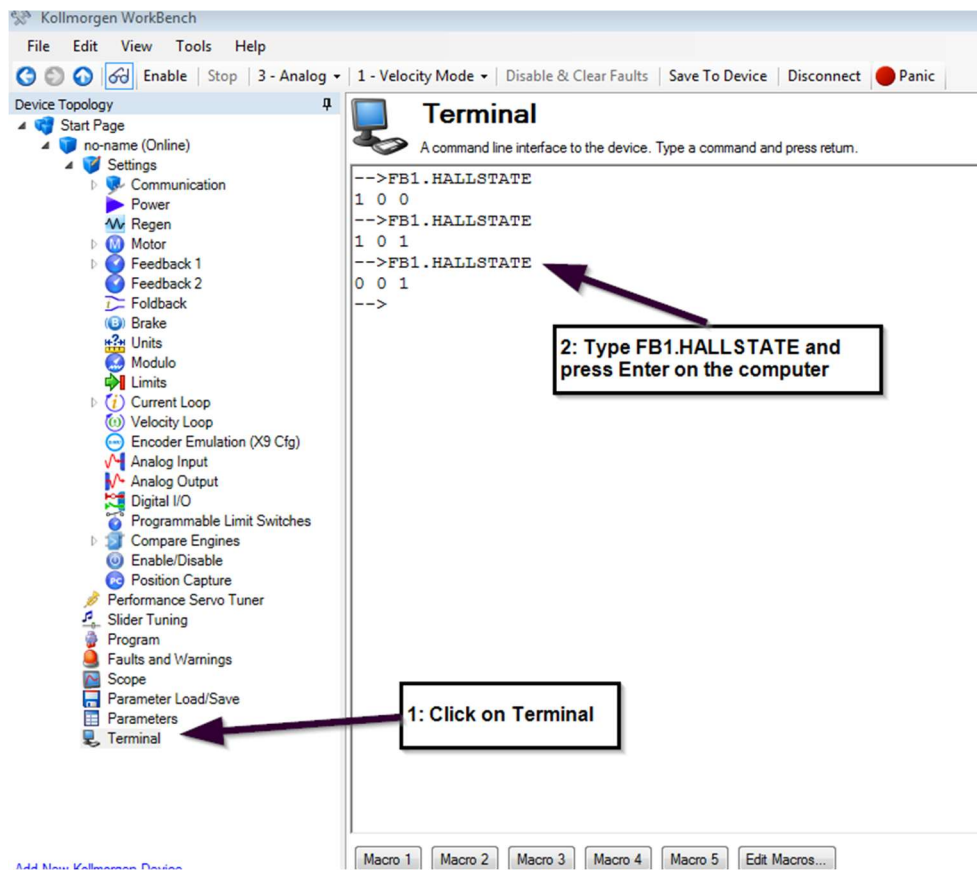 Kollmorgen WorkBench
File Edit View Tools Help
Enable Stop 3 - Analog 1 - Velocity Mode Disable & Clear Faults Save To Device Disconnect Panic
Device Topology
Start Page
no-name (Online)
Settings
Communication
Power
Regen
Motor
Feedback 1
Feedback 2
Foldback
Brake
Units
Modulo
Limits
Current Loop
Velocity Loop
Encoder Emulation (X9 Cfg)
Analog Input
Analog Output
Digital I/O
Programmable Limit Switches
Compare Engines
Enable/Disable
Position Capture
Performance Servo Tuner
Slider Tuning
Program
Faults and Warnings
Scope
Parameter Load/Save
Parameters
Terminal
Add New Kollmorgen Device
Terminal
A command line interface to the device. Type a command and press return.
-->FB1.HALLSTATE
1 0 0
-->FB1.HALLSTATE
1 0 1
-->FB1.HALLSTATE
0 0 1
-->
2: Type FB1.HALLSTATE and
press Enter on the computer
1: Click on Terminal
Macro 1 Macro 2 Macro 3 Macro 4 Macro 5 Edit Macros...